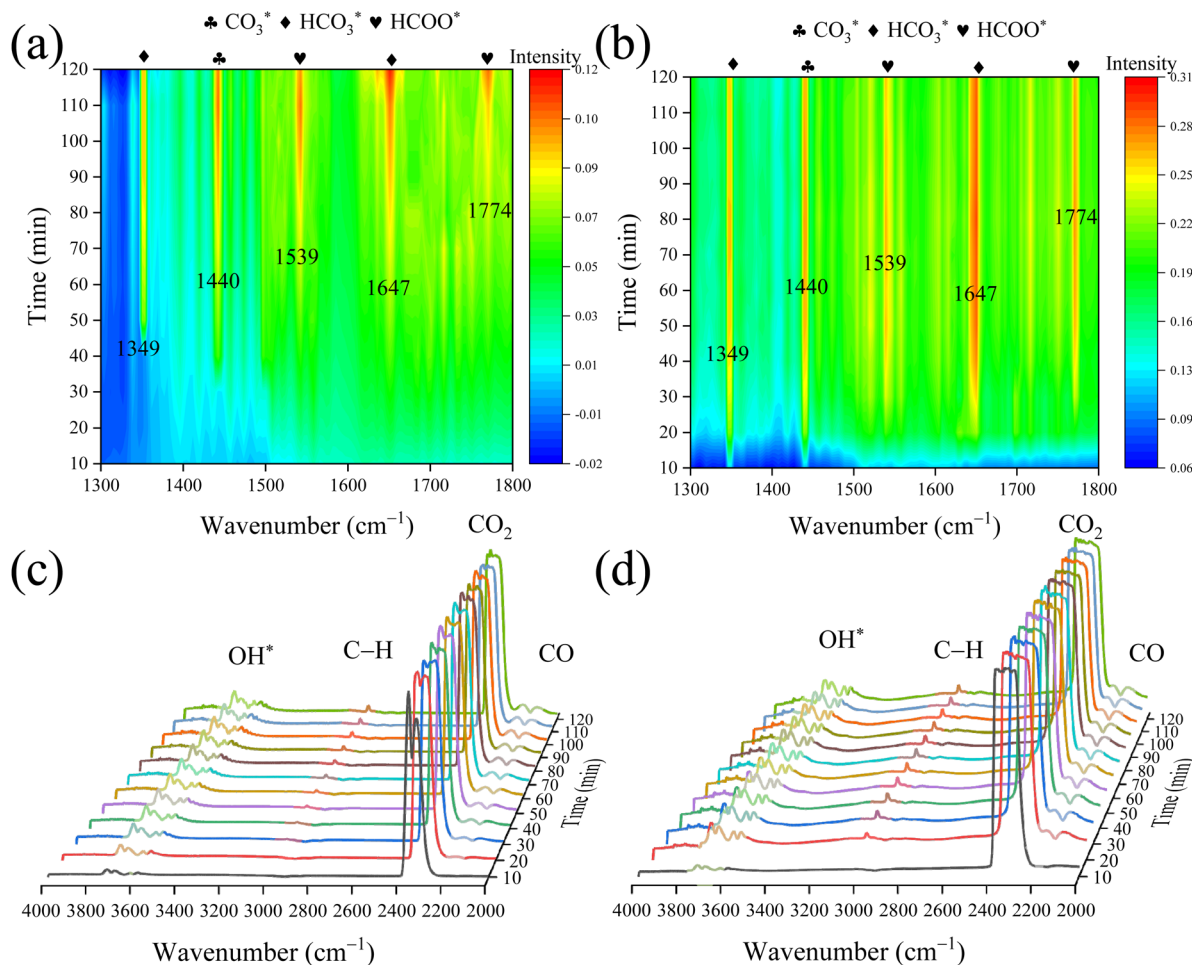 (a)
♣ CO₃* ♦ HCO₃* ♥ HCOO*
Intensity
♦ ♣ ♥ ♦ ♥
120
110
100
90
80
70
60
50
40
30
20
10
Time (min)
1349
1440
1539
1647
1774
1300 1400 1500 1600 1700 1800
Wavenumber (cm⁻¹)
0.12
0.11
0.09
0.07
0.05
0.04
0.03
0.01
-0.01
-0.02
(b)
♣ CO₃* ♦ HCO₃* ♥ HCOO*
Intensity
♦ ♣ ♥ ♦ ♥
120
110
100
90
80
70
60
50
40
30
20
10
Time (min)
1349
1440
1539
1647
1774
1300 1400 1500 1600 1700 1800
Wavenumber (cm⁻¹)
0.31
0.29
0.26
0.22
0.19
0.16
0.14
0.12
0.09
0.06
(c)
CO₂
OH*
C–H
CO
120
110
100
90
80
70
60
50
40
30
20
10
Time (min)
4000 3800 3600 3400 3200 3000 2800 2600 2400 2200 2000
Wavenumber (cm⁻¹)
(d)
CO₂
OH*
C–H
CO
120
110
100
90
80
70
60
50
40
30
20
10
Time (min)
4000 3800 3600 3400 3200 3000 2800 2600 2400 2200 2000
Wavenumber (cm⁻¹)